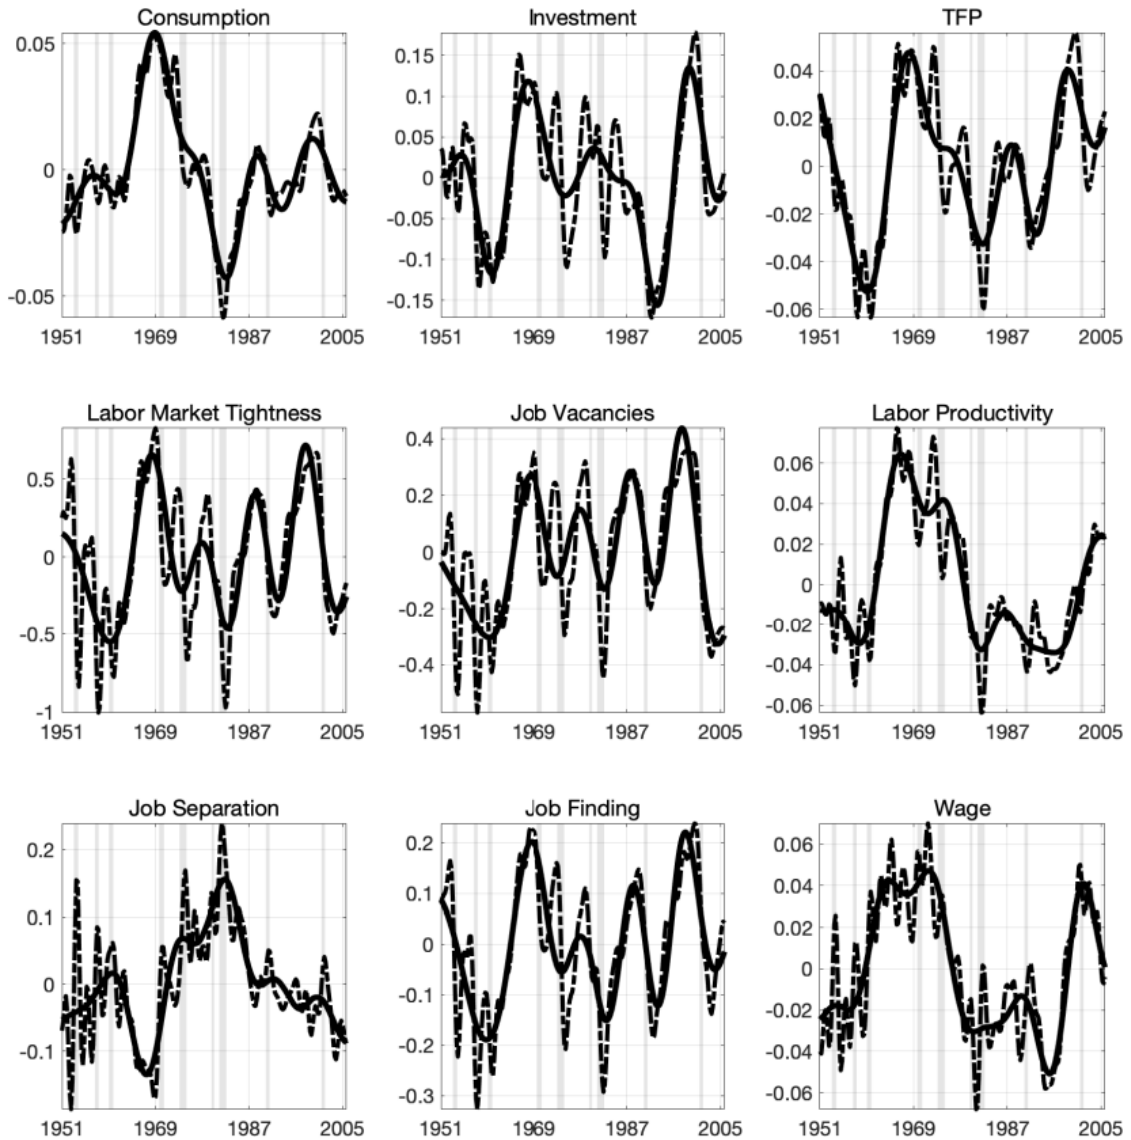 Consumption
0.05
0
-0.05
1951 1969 1987 2005
Investment
0.15
0.1
0.05
0
-0.05
-0.1
-0.15
1951 1969 1987 2005
TFP
0.04
0.02
0
-0.02
-0.04
-0.06
1951 1969 1987 2005
Labor Market Tightness
0.5
0
-0.5
-1
1951 1969 1987 2005
Job Vacancies
0.4
0.2
0
-0.2
-0.4
1951 1969 1987 2005
Labor Productivity
0.06
0.04
0.02
0
-0.02
-0.04
-0.06
1951 1969 1987 2005
Job Separation
0.2
0.1
0
-0.1
1951 1969 1987 2005
Job Finding
0.2
0.1
0
-0.1
-0.2
-0.3
1951 1969 1987 2005
Wage
0.06
0.04
0.02
0
-0.02
-0.04
-0.06
1951 1969 1987 2005